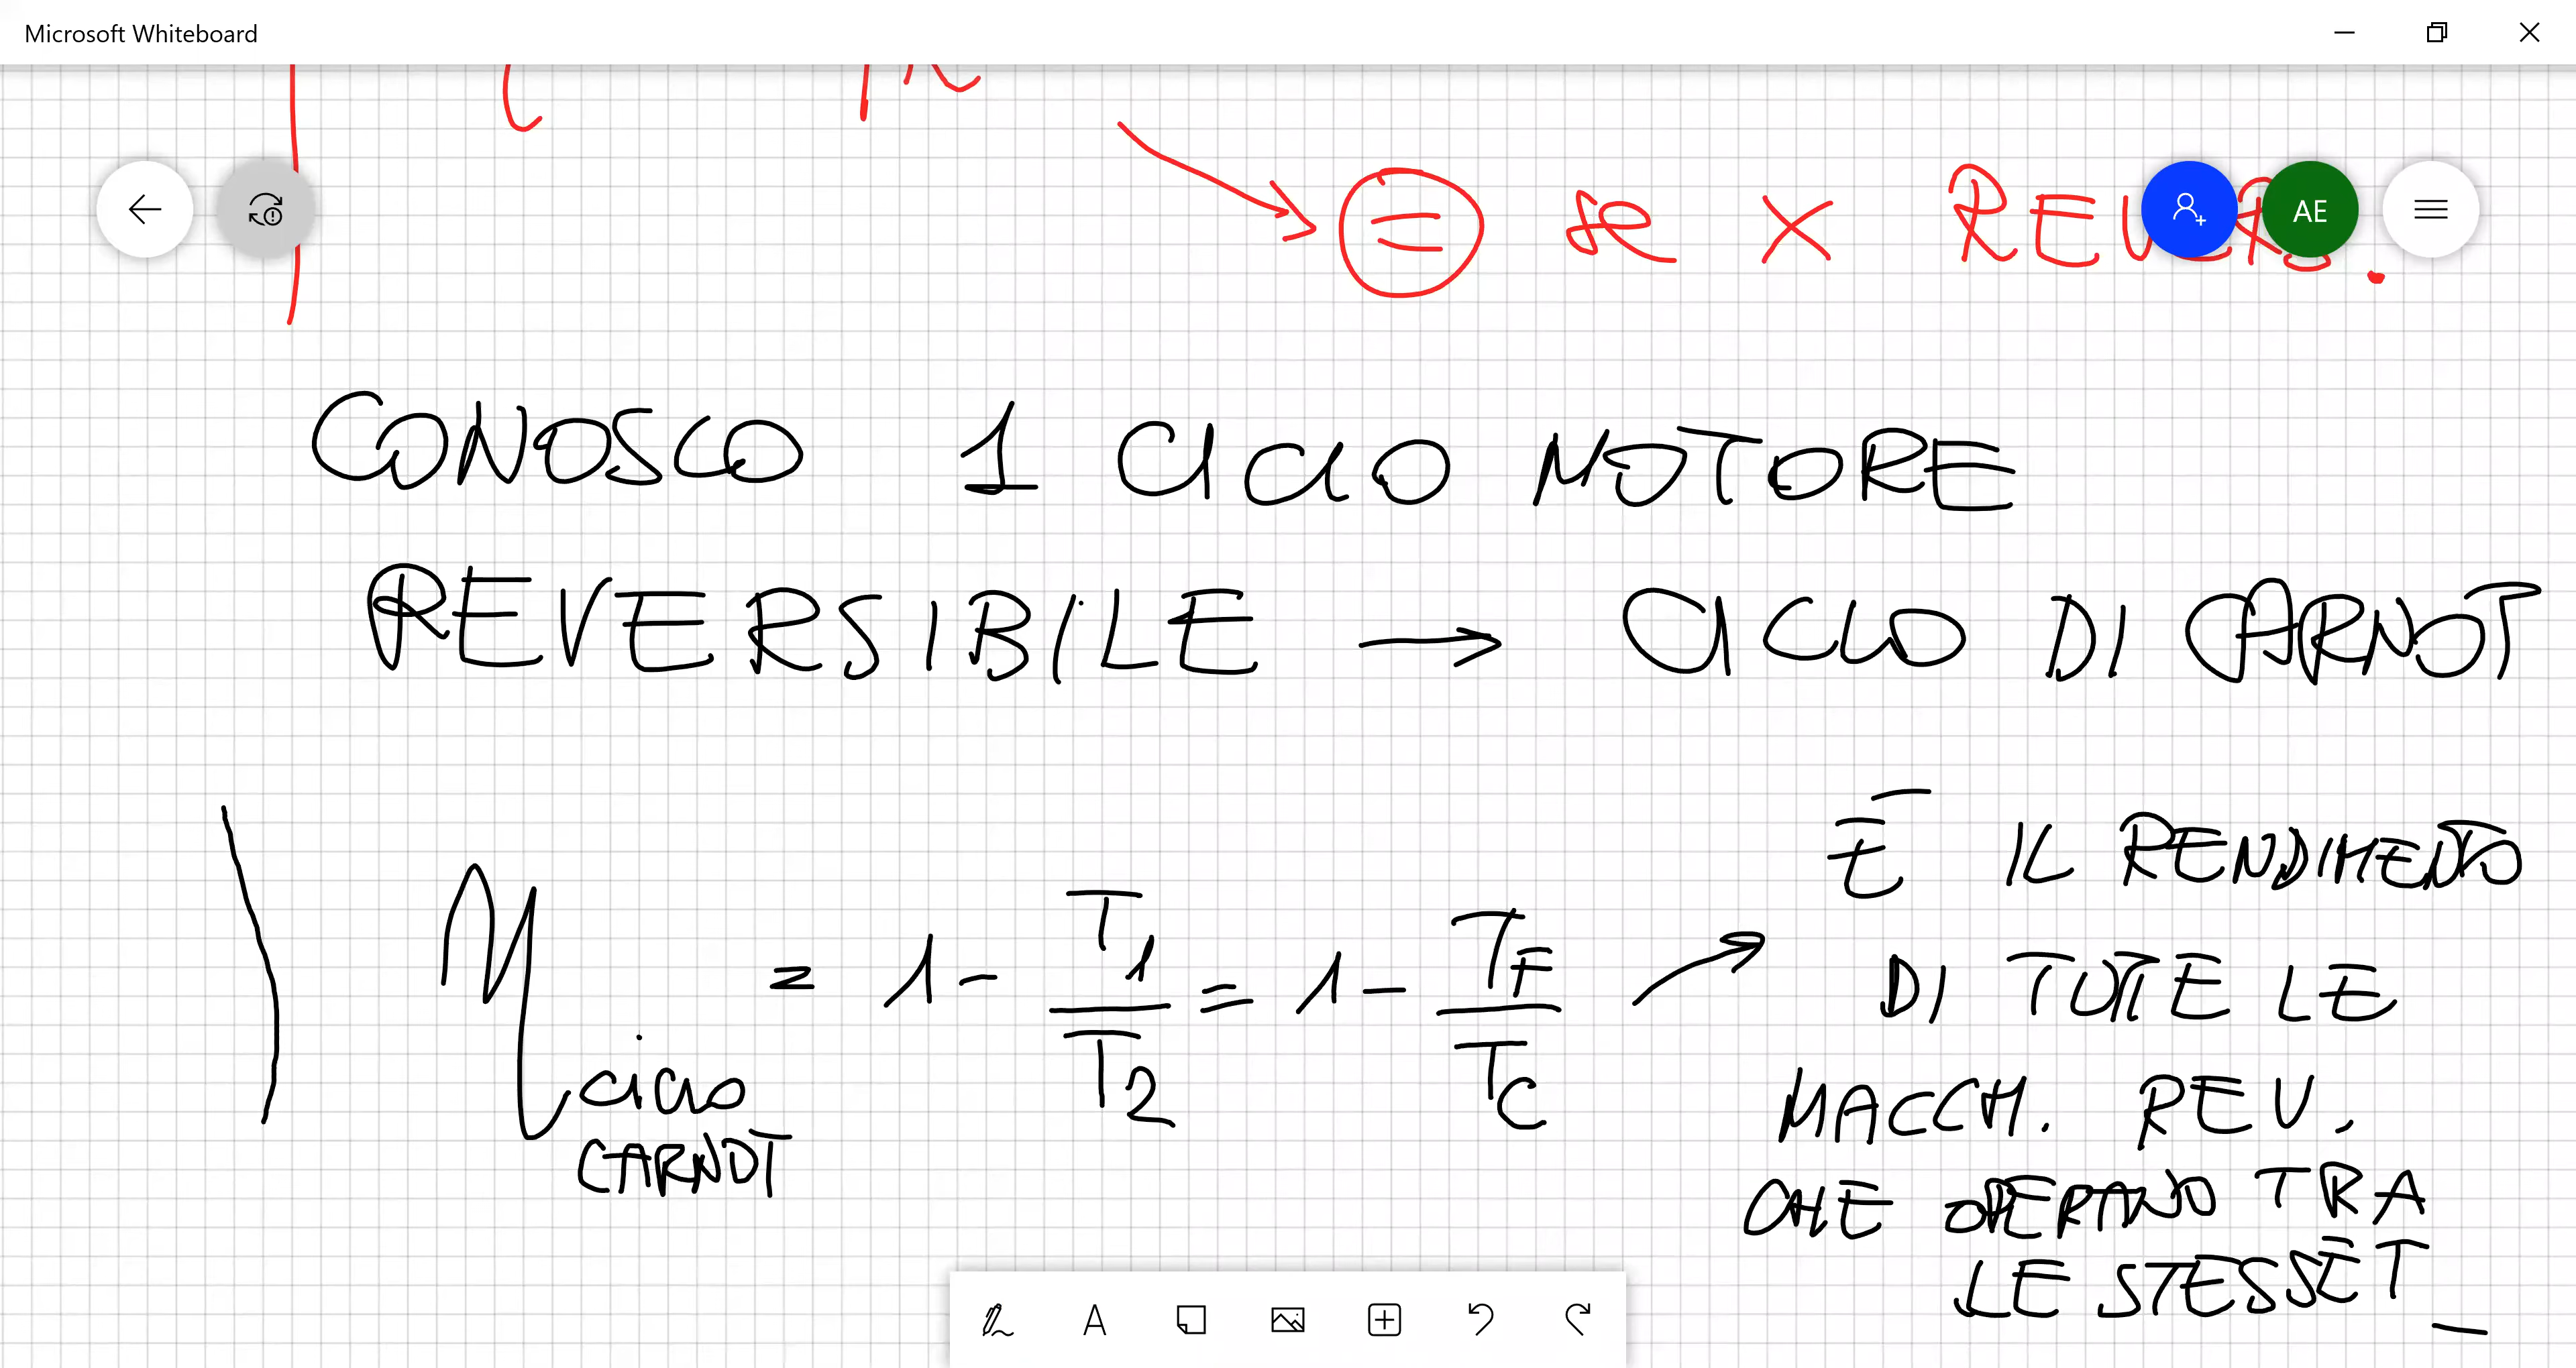 Microsoft Whiteboard
= se x REVERS.
AE
CONOSCO 1 CICLO MOTORE
REVERSIBILE → CICLO DI CARNOT
η ciclo CARNOT = 1 - T1/T2 = 1 - TF/TC →
È IL RENDIMENTO
DI TUTTE LE
MACCH. REV.
CHE OPERANO TRA
LE STESSE T
A